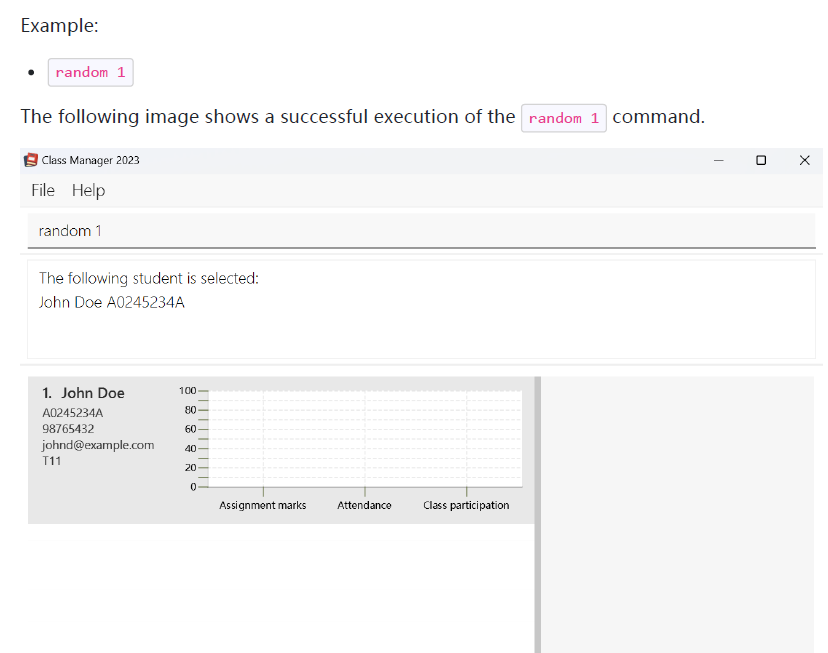 Example:
random 1
The following image shows a successful execution of the random 1 command.
Class Manager 2023
File Help
random 1
The following student is selected:
John Doe A0245234A
1. John Doe
A0245234A
98765432
johnd@example.com
T11
100
80
60
40
20
0
Assignment marks Attendance Class participation